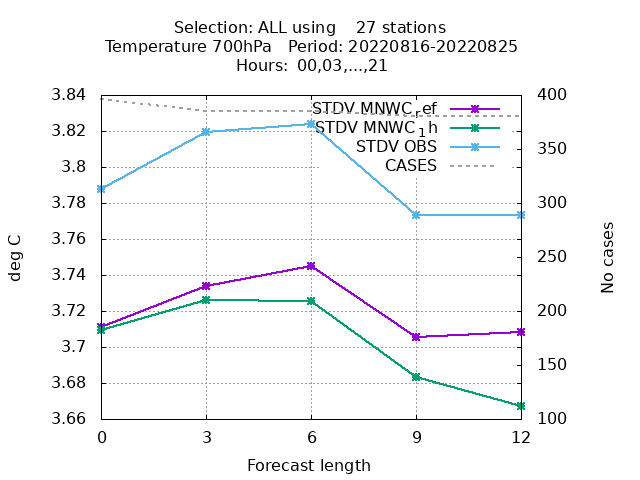 Selection: ALL using    27 stations
Temperature 700hPa   Period: 20220816-20220825
Hours: 00,03,...,21
3.84
3.82
3.8
3.78
3.76
3.74
3.72
3.7
3.68
3.66
400
350
300
250
200
150
100
deg C
No cases
STDV MNWC_ref
STDV MNWC_1h
STDV OBS
CASES
0 3 6 9 12
Forecast length